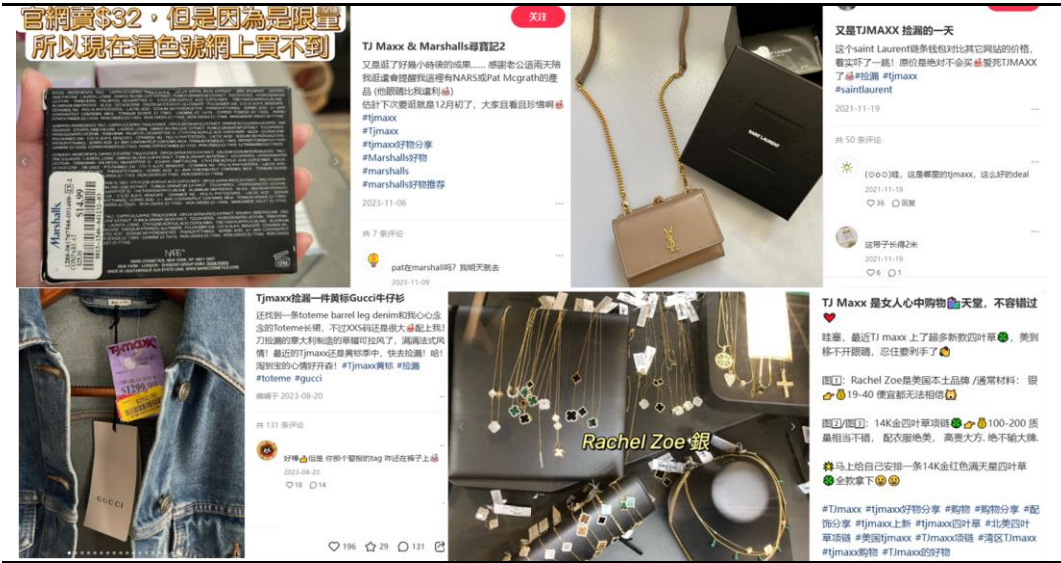 官網賣$32，但是因為是限量
所以現在這色號網上買不到
Marshalls.
$14.99
NARS
关注
TJ Maxx & Marshalls尋寶記2
又是逛了好幾小時後的成果...... 感謝老公這兩天陪
我逛還會提醒我這裡有NARS或Pat Mcgrath的產
品 (他眼睛比我還利🤣)
估計下次要逛就是12月初了，大家且看且珍惜啊🤣
#tjmaxx
#Tjmaxx
#tjmaxx好物分享
#Marshalls好物
#marshalls
#marshalls好物推荐
2023-11-06
共 7 条评论
pat在marshall吗？我明天就去
2023-11-09
SAINT LAURENT
又是TJMAXX 捡漏的一天
这个saint Laurent链条钱包对比其它网站的价格，
看实吓了一跳！原价是绝对不会买🤣爱死TJMAXX
了🤣#捡漏 #tjmaxx
#saintlaurent
2021-11-19
共 50 条评论
(⊙o⊙)哇，这是哪里的tjmaxx，这么好的deal
2021-11-19
36 回复
这带子长得2米
2021-11-19
6 1
T.J.maxx
$1299.99
GUCCI
Tjmaxx捡漏一件黄标Gucci牛仔衫
还找到一条toteme barrel leg denim和我心心念
念的Toteme长裙，不过XXS码还是很大🤣配上我
刀捡漏的意大利制造的草帽可拉风了，满满法式风
情！最近的Tjmaxx还是黄标季中，快去捡漏！哈！
淘到宝的心情好开森！#Tjmaxx黄标 #捡漏
#toteme #gucci
编辑于 2023-08-20
共 131 条评论
好棒👍但是 你那个警报的tag 咋还在裤子上🤣
2023-08-20
18 14
196 29 131
Rachel Zoe 銀
TJ Maxx 是女人心中购物🛍天堂，不容错过
❤
哇塞，最近TJ maxx 上了超多新款四叶草🍀，美到
移不开眼睛，忍住要剁手了👏
图1️⃣：Rachel Zoe是美国本土品牌 /通常材料： 银
👉💰19-40 便宜都无法相信😱
图2️⃣/图3️⃣：14K金四叶草项链🍀👉💰100-200 质
量相当不错， 配衣服绝美， 高贵大方. 绝不输大牌.
💥马上给自己安排一条14K金红色满天星四叶草
🍀全款拿下
#TJmaxx #tjmaxx好物分享 #购物 #购物分享 #配
饰分享 #tjmaxx上新 #tjmaxx四叶草 #北美四叶
草项链 #美国tjmaxx #TJmaxx项链 #湾区TJmaxx
#tjmaxx购物 #TJmaxx的好物